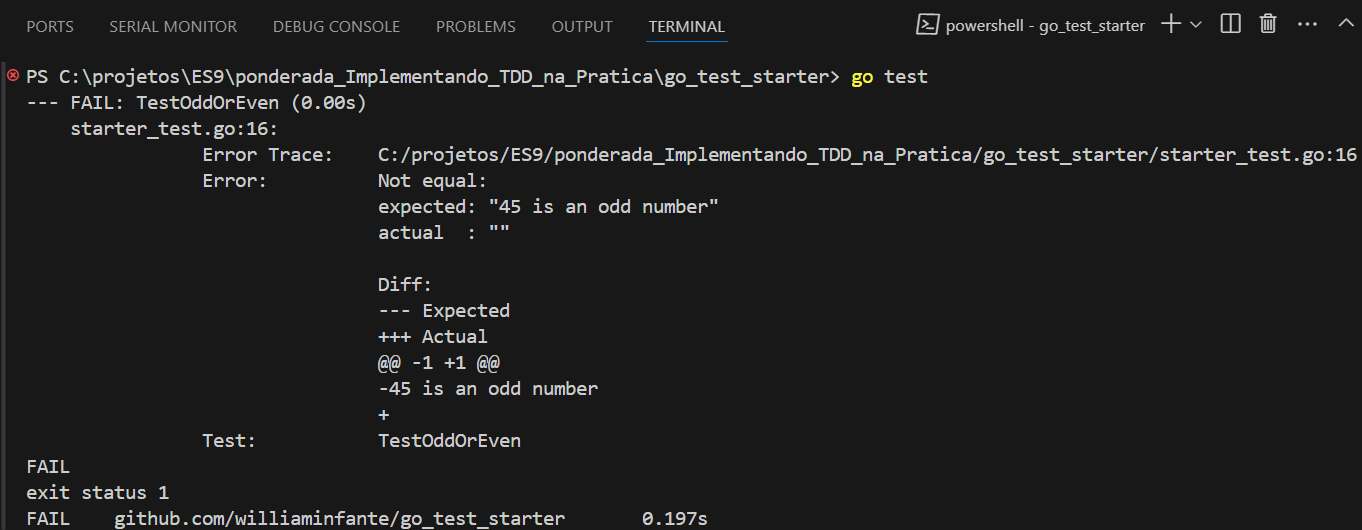 PORTS SERIAL MONITOR DEBUG CONSOLE PROBLEMS OUTPUT TERMINAL powershell - go_test_starter
PS C:\projetos\ES9\ponderada_Implementando_TDD_na_Pratica\go_test_starter> go test
--- FAIL: TestOddOrEven (0.00s)
    starter_test.go:16:
                Error Trace:    C:/projetos/ES9/ponderada_Implementando_TDD_na_Pratica/go_test_starter/starter_test.go:16
                Error:          Not equal:
                                expected: "45 is an odd number"
                                actual  : ""
                                Diff:
                                --- Expected
                                +++ Actual
                                @@ -1 +1 @@
                                -45 is an odd number
                                +
                Test:           TestOddOrEven
FAIL
exit status 1
FAIL    github.com/williaminfante/go_test_starter       0.197s